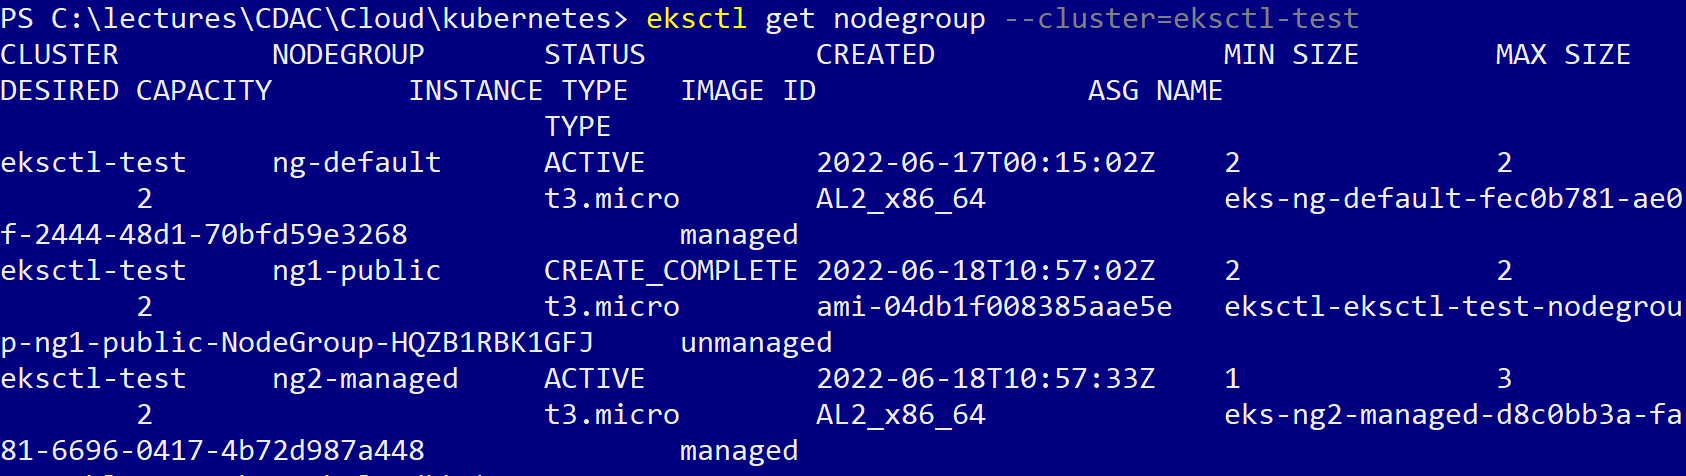 PS C:\lectures\CDAC\Cloud\kubernetes> eksctl get nodegroup --cluster=eksctl-test
CLUSTER NODEGROUP STATUS CREATED MIN SIZE MAX SIZE
DESIRED CAPACITY INSTANCE TYPE IMAGE ID ASG NAME
TYPE
eksctl-test ng-default ACTIVE 2022-06-17T00:15:02Z 2 2
2 t3.micro AL2_x86_64 eks-ng-default-fec0b781-ae0
f-2444-48d1-70bfd59e3268 managed
eksctl-test ng1-public CREATE_COMPLETE 2022-06-18T10:57:02Z 2 2
2 t3.micro ami-04db1f008385aae5e eksctl-eksctl-test-nodegrou
p-ng1-public-NodeGroup-HQZB1RBK1GFJ unmanaged
eksctl-test ng2-managed ACTIVE 2022-06-18T10:57:33Z 1 3
2 t3.micro AL2_x86_64 eks-ng2-managed-d8c0bb3a-fa
81-6696-0417-4b72d987a448 managed